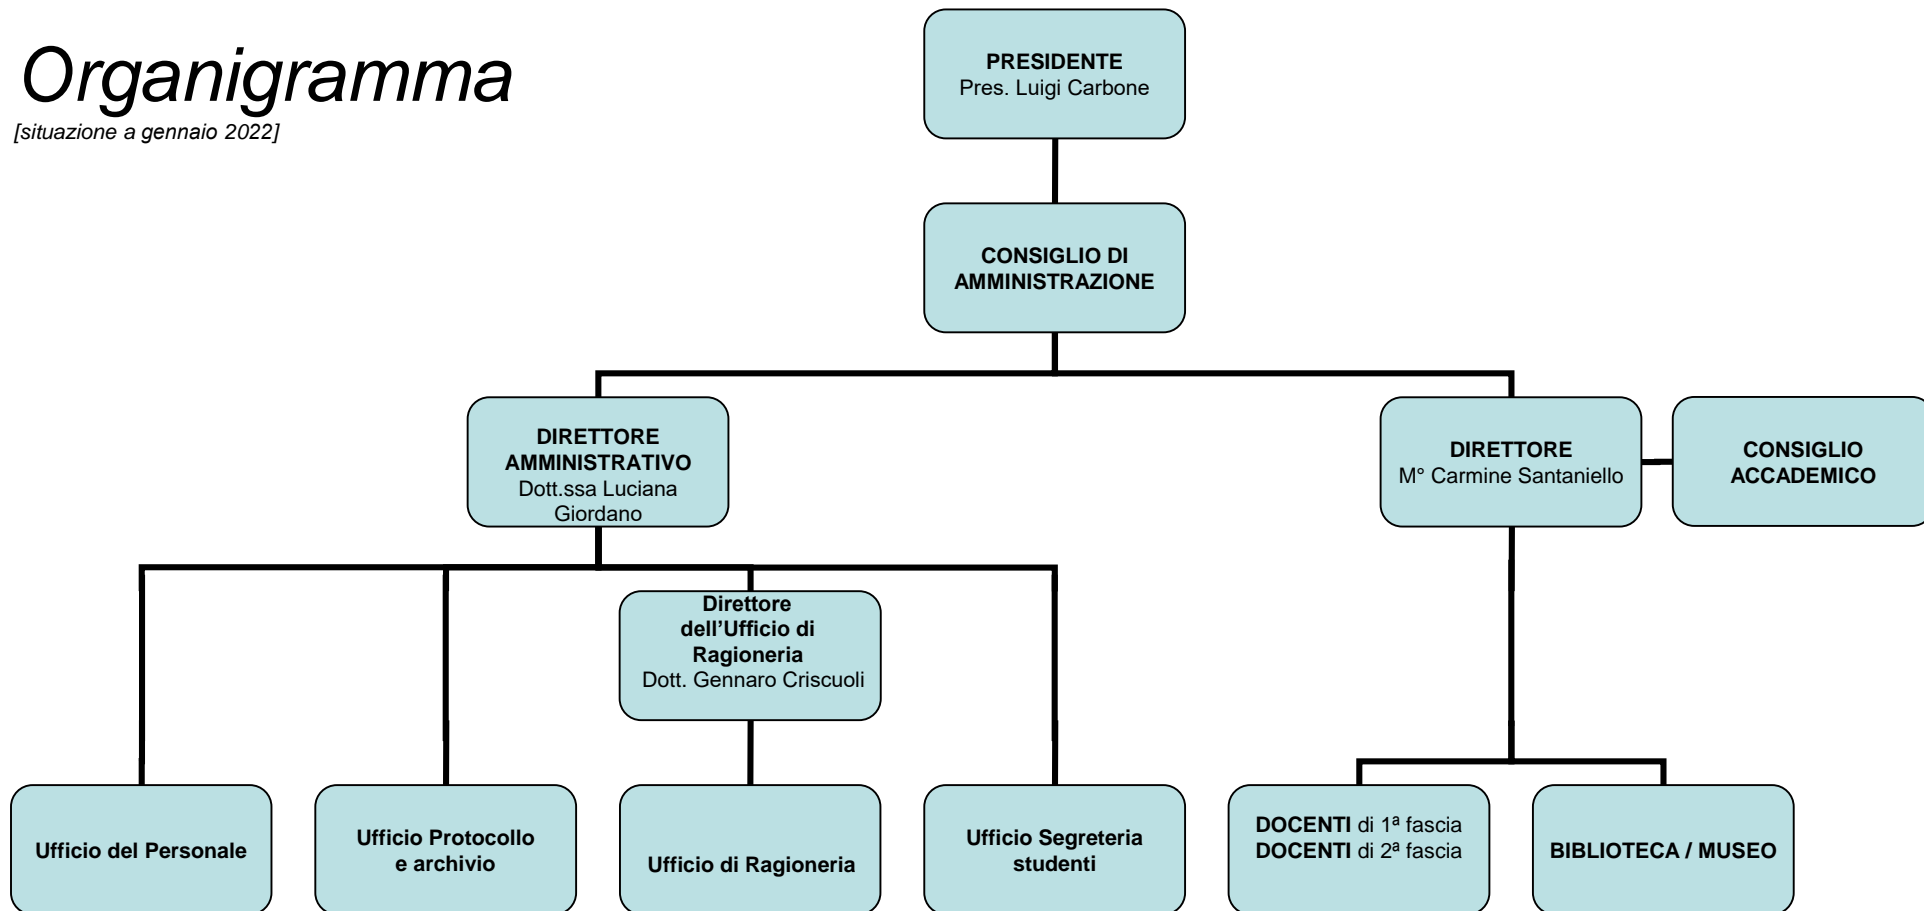 Organigramma
[situazione a gennaio 2022]
PRESIDENTE
Pres. Luigi Carbone
CONSIGLIO DI
AMMINISTRAZIONE
DIRETTORE
AMMINISTRATIVO
Dott.ssa Luciana
Giordano
DIRETTORE
M° Carmine Santaniello
CONSIGLIO
ACCADEMICO
Direttore
dell’Ufficio di
Ragioneria
Dott. Gennaro Criscuoli
Ufficio del Personale
Ufficio Protocollo
e archivio
Ufficio di Ragioneria
Ufficio Segreteria
studenti
DOCENTI di 1ª fascia
DOCENTI di 2ª fascia
BIBLIOTECA / MUSEO